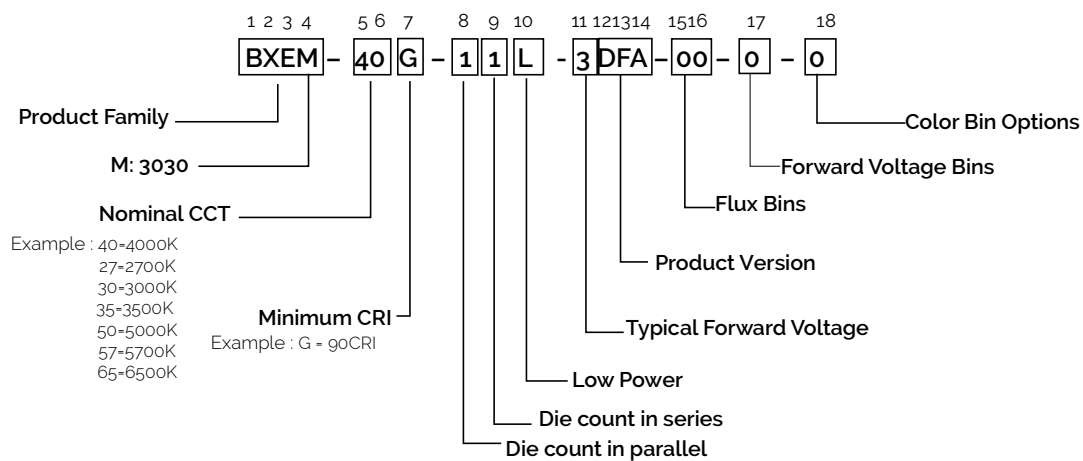 1 2 3 4 5 6 7 8 9 10 11 121314 1516 17 18
BXEM – 40 G – 1 1 L - 3 DFA – 00 – 0 – 0
Product Family
Color Bin Options
M: 3030
Forward Voltage Bins
Nominal CCT
Flux Bins
Example : 40=4000K
27=2700K
30=3000K
35=3500K
50=5000K
57=5700K
65=6500K
Product Version
Minimum CRI
Example : G = 90CRI
Typical Forward Voltage
Low Power
Die count in series
Die count in parallel